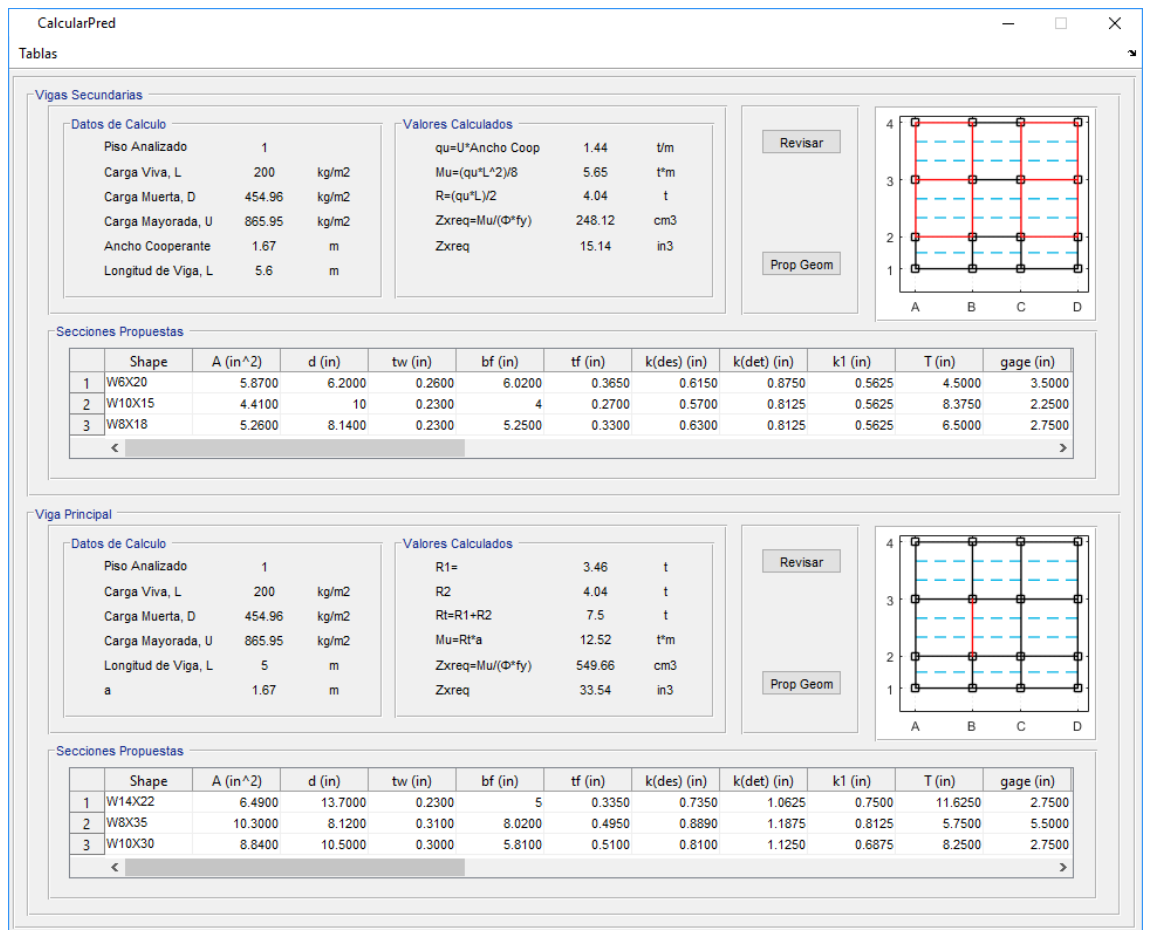 CalcularPred
Tablas
Vigas Secundarias
Datos de Calculo
Piso Analizado 1
Carga Viva, L 200 kg/m2
Carga Muerta, D 454.96 kg/m2
Carga Mayorada, U 865.95 kg/m2
Ancho Cooperante 1.67 m
Longitud de Viga, L 5.6 m
Valores Calculados
qu=U*Ancho Coop 1.44 t/m
Mu=(qu*L^2)/8 5.65 t*m
R=(qu*L)/2 4.04 t
Zxreq=Mu/(Φ*fy) 248.12 cm3
Zxreq 15.14 in3
Revisar
Prop Geom
4
3
2
1
A B C D
Secciones Propuestas
Shape A (in^2) d (in) tw (in) bf (in) tf (in) k(des) (in) k(det) (in) k1 (in) T (in) gage (in)
1 W6X20 5.8700 6.2000 0.2600 6.0200 0.3650 0.6150 0.8750 0.5625 4.5000 3.5000
2 W10X15 4.4100 10 0.2300 4 0.2700 0.5700 0.8125 0.5625 8.3750 2.2500
3 W8X18 5.2600 8.1400 0.2300 5.2500 0.3300 0.6300 0.8125 0.5625 6.5000 2.7500
Viga Principal
Datos de Calculo
Piso Analizado 1
Carga Viva, L 200 kg/m2
Carga Muerta, D 454.96 kg/m2
Carga Mayorada, U 865.95 kg/m2
Longitud de Viga, L 5 m
a 1.67 m
Valores Calculados
R1= 3.46 t
R2 4.04 t
Rt=R1+R2 7.5 t
Mu=Rt*a 12.52 t*m
Zxreq=Mu/(Φ*fy) 549.66 cm3
Zxreq 33.54 in3
Revisar
Prop Geom
4
3
2
1
A B C D
Secciones Propuestas
Shape A (in^2) d (in) tw (in) bf (in) tf (in) k(des) (in) k(det) (in) k1 (in) T (in) gage (in)
1 W14X22 6.4900 13.7000 0.2300 5 0.3350 0.7350 1.0625 0.7500 11.6250 2.7500
2 W8X35 10.3000 8.1200 0.3100 8.0200 0.4950 0.8890 1.1875 0.8125 5.7500 5.5000
3 W10X30 8.8400 10.5000 0.3000 5.8100 0.5100 0.8100 1.1250 0.6875 8.2500 2.7500